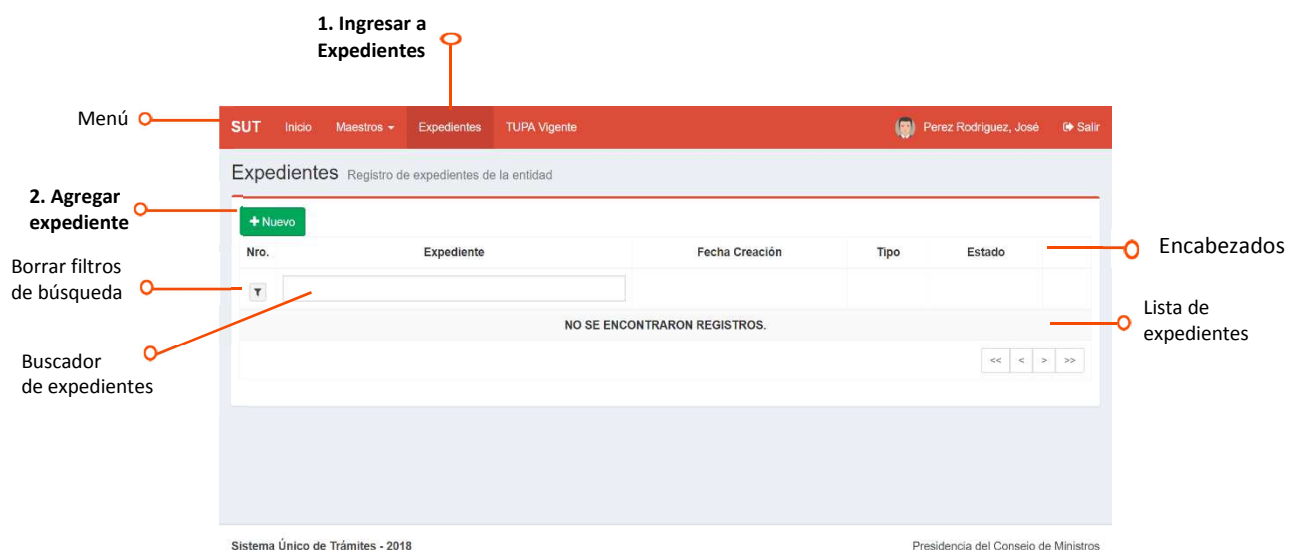 1. Ingresar a
Expedientes
Menú
SUT Inicio Maestros Expedientes TUPA Vigente Perez Rodriguez, José Salir
Expedientes Registro de expedientes de la entidad
2. Agregar
expediente
+ Nuevo
Nro. Expediente Fecha Creación Tipo Estado
Encabezados
Borrar filtros
de búsqueda
NO SE ENCONTRARON REGISTROS.
Lista de
expedientes
Buscador
de expedientes
<< < > >>
Sistema Único de Trámites - 2018 Presidencia del Consejo de Ministros